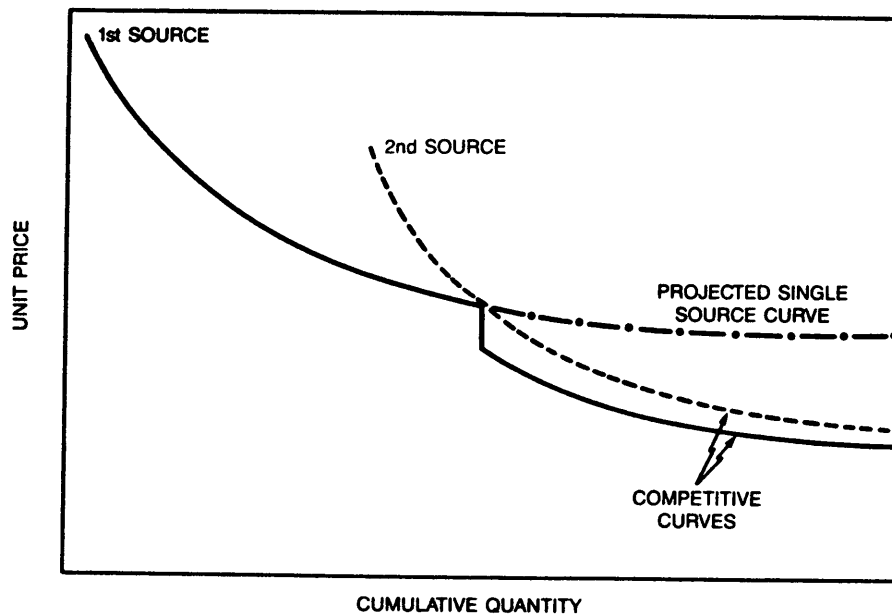 1st SOURCE
2nd SOURCE
UNIT PRICE
PROJECTED SINGLE
SOURCE CURVE
COMPETITIVE
CURVES
CUMULATIVE QUANTITY